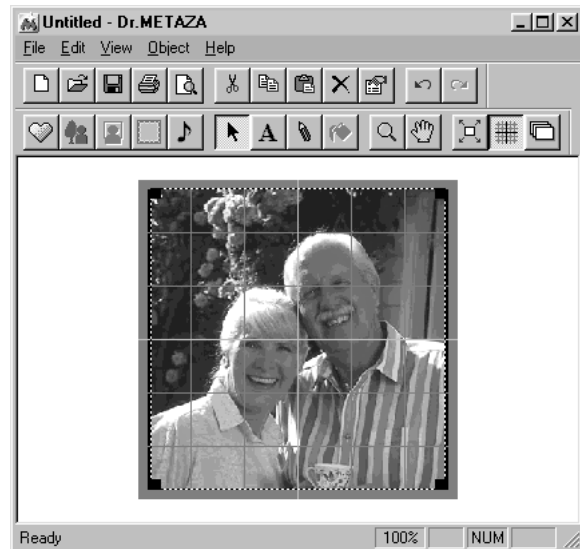 Untitled - Dr.METAZA
File Edit View Object Help
A
Ready 100% NUM